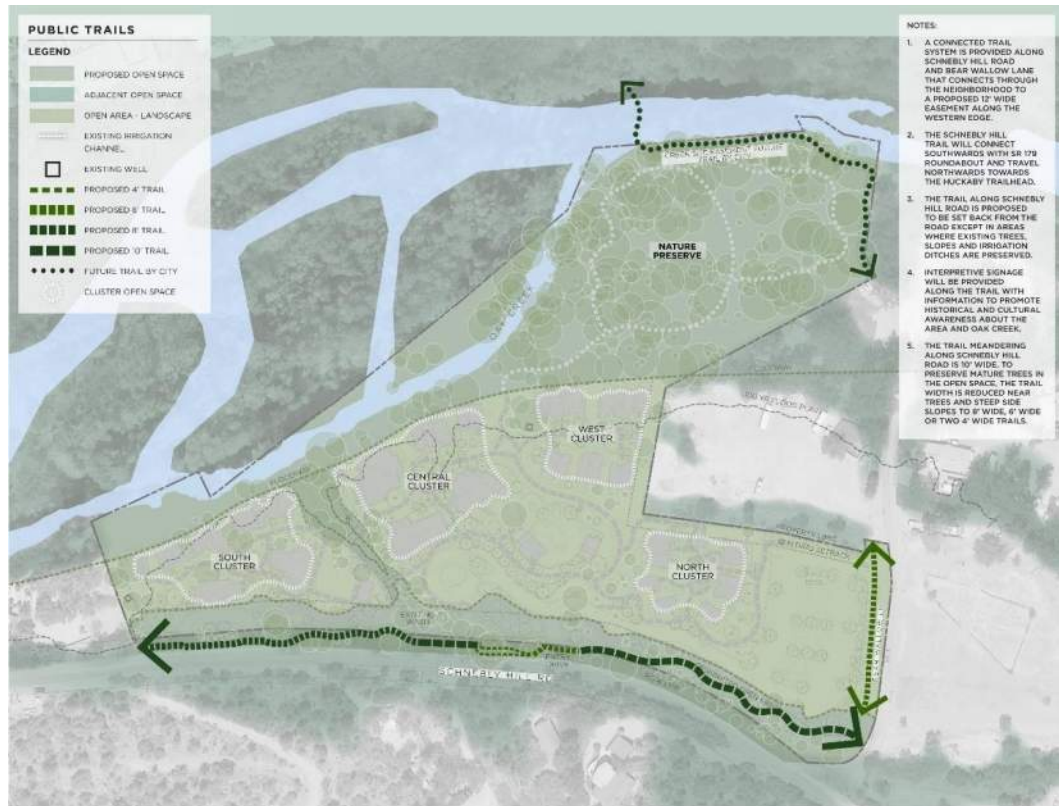 PUBLIC TRAILS
LEGEND
PROPOSED OPEN SPACE
ADJACENT OPEN SPACE
OPEN AREA - LANDSCAPE
EXISTING IRRIGATION
CHANNEL
EXISTING WELL
PROPOSED 4' TRAIL
PROPOSED 6' TRAIL
PROPOSED 8' TRAIL
PROPOSED 10' TRAIL
FUTURE TRAIL BY CITY
CLUSTER OPEN SPACE
NOTES:
1. A CONNECTED TRAIL
SYSTEM IS PROVIDED ALONG
SCHNEBLY HILL ROAD
AND BEAR WALLOW LANE
THAT CONNECTS THROUGH
THE NEIGHBORHOOD TO
A PROPOSED 12' WIDE
EASEMENT ALONG THE
WESTERN EDGE.
2. THE SCHNEBLY HILL
TRAIL WILL CONNECT
SOUTHWARDS WITH SR 179
ROUNDABOUT AND TRAVEL
NORTHWARDS TOWARDS
THE HUCKABY TRAILHEAD.
3. THE TRAIL ALONG SCHNEBLY
HILL ROAD IS PROPOSED
TO BE SET BACK FROM THE
ROAD EXCEPT IN AREAS
WHERE EXISTING TREES,
SLOPES AND IRRIGATION
DITCHES ARE PRESERVED.
4. INTERPRETIVE SIGNAGE
WILL BE PROVIDED
ALONG THE TRAIL WITH
INFORMATION TO PROMOTE
HISTORICAL AND CULTURAL
AWARENESS ABOUT THE
AREA AND OAK CREEK.
5. THE TRAIL MEANDERING
ALONG SCHNEBLY HILL
ROAD IS 10' WIDE. TO
PRESERVE MATURE TREES IN
THE OPEN SPACE, THE TRAIL
WIDTH IS REDUCED NEAR
TREES AND STEEP SIDE
SLOPES TO 8' WIDE, 6' WIDE
OR TWO 4' WIDE TRAILS.
NATURE
PRESERVE
OAK CREEK
FLOODWAY
WEST
CLUSTER
CENTRAL
CLUSTER
SOUTH
CLUSTER
NORTH
CLUSTER
PROPERTY LINE
SCHNEBLY HILL RD